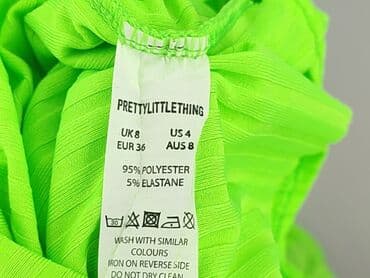 PRETTYLITTLETHING
UK 8 US 4
EUR 36 AUS 8
95% POLYESTER
5% ELASTANE
WASH WITH SIMILAR
COLOURS
IRON ON REVERSE SIDE
DO NOT DRY CLEAN